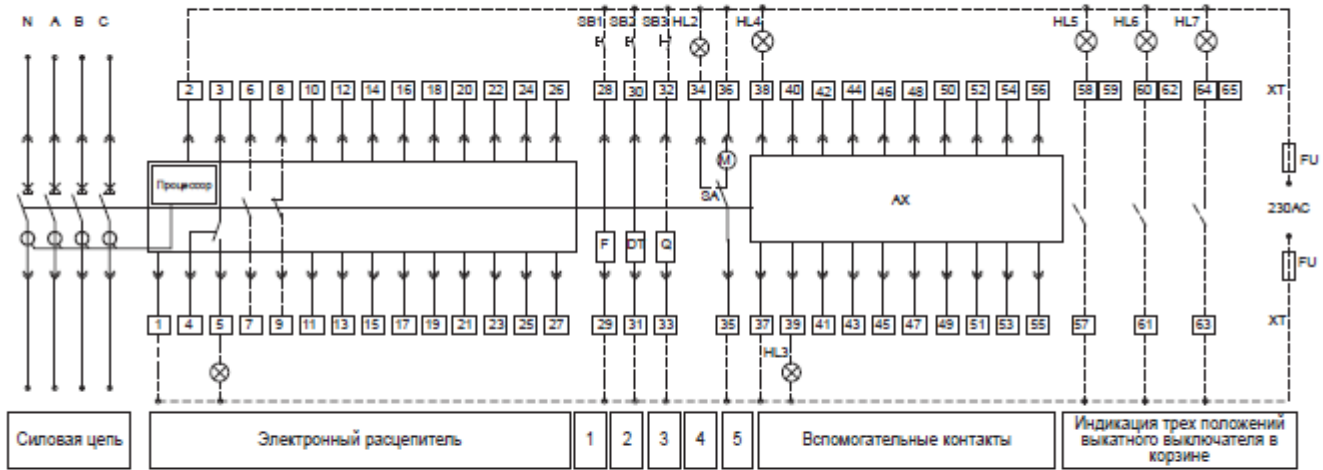 N A B C
SB1 SB2 SB3 HL2 HL4 HL5 HL6 HL7
2 3 6 8 10 12 14 16 18 20 22 24 26 28 30 32 34 36 38 40 42 44 46 48 50 52 54 56 58 59 60 62 64 65 XT
M FU
Процессор
SA AX
230AC
F DT Q
FU
1 4 5 7 9 11 13 15 17 19 21 23 25 27 29 31 33 35 37 39 41 43 45 47 49 51 53 55 57 61 63 XT
HL3
Силовая цепь
Электронный расцепитель
1 2 3 4 5
Вспомогательные контакты
Индикация трех положений
выкатного выключателя в
корзине